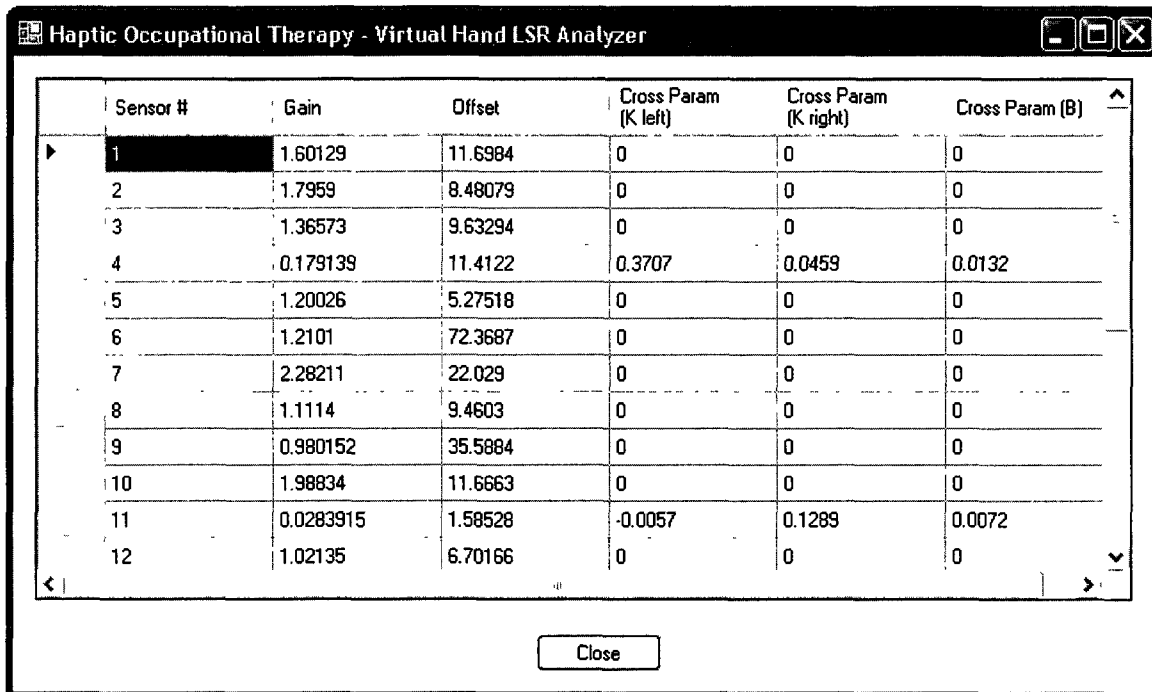 Haptic Occupational Therapy - Virtual Hand LSR Analyzer
Sensor # Gain Offset Cross Param (K left) Cross Param (K right) Cross Param (B)
1 1.60129 11.6984 0 0 0
2 1.7959 8.48079 0 0 0
3 1.36573 9.63294 0 0 0
4 0.179139 11.4122 0.3707 0.0459 0.0132
5 1.20026 5.27518 0 0 0
6 1.2101 72.3687 0 0 0
7 2.28211 22.029 0 0 0
8 1.1114 9.4603 0 0 0
9 0.980152 35.5884 0 0 0
10 1.98834 11.6663 0 0 0
11 0.0283915 1.58528 -0.0057 0.1289 0.0072
12 1.02135 6.70166 0 0 0
Close